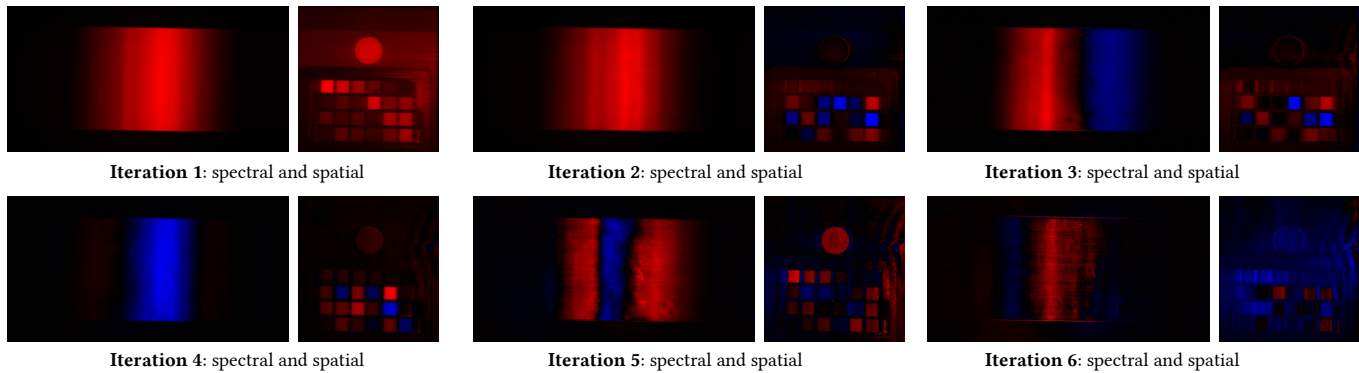 Iteration 1: spectral and spatial
Iteration 2: spectral and spatial
Iteration 3: spectral and spatial
Iteration 4: spectral and spatial
Iteration 5: spectral and spatial
Iteration 6: spectral and spatial